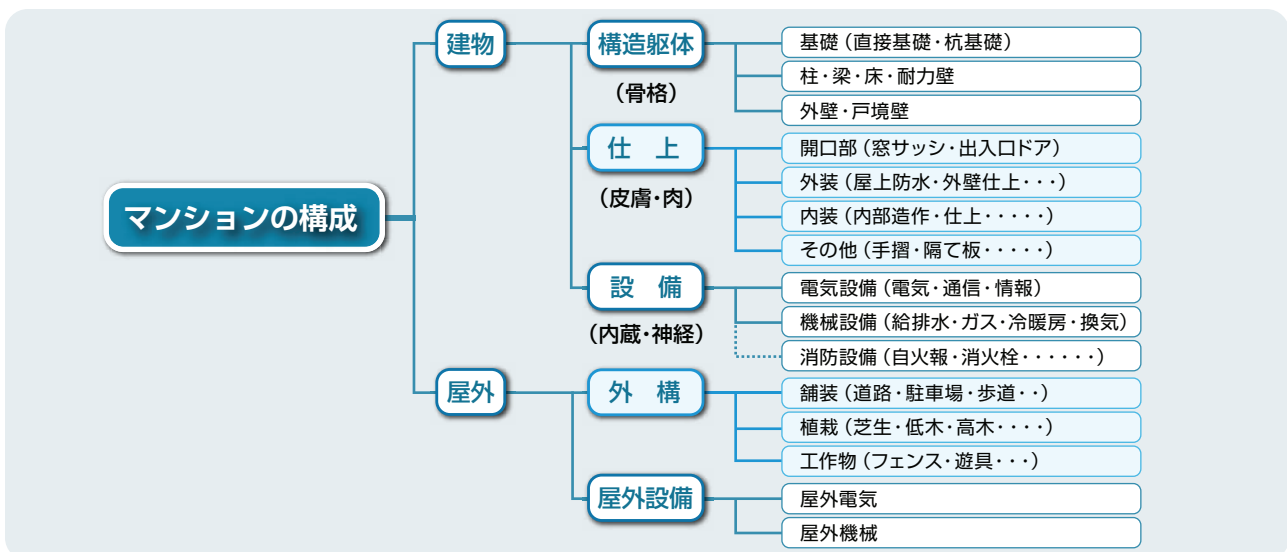 マンションの構成
建物
構造躯体
（骨格）
基礎（直接基礎・杭基礎）
柱・梁・床・耐力壁
外壁・戸境壁
仕 上
（皮膚・肉）
開口部（窓サッシ・出入口ドア）
外装（屋上防水・外壁仕上・・・）
内装（内部造作・仕上・・・・・）
その他（手摺・隔て板・・・・・）
設 備
（内蔵・神経）
電気設備（電気・通信・情報）
機械設備（給排水・ガス・冷暖房・換気）
消防設備（自火報・消火栓・・・・・・）
屋外
外 構
舗装（道路・駐車場・歩道・・）
植栽（芝生・低木・高木・・・・）
工作物（フェンス・遊具・・・）
屋外設備
屋外電気
屋外機械